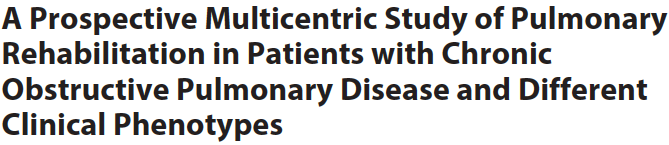 A Prospective Multicentric Study of Pulmonary
Rehabilitation in Patients with Chronic
Obstructive Pulmonary Disease and Different
Clinical Phenotypes